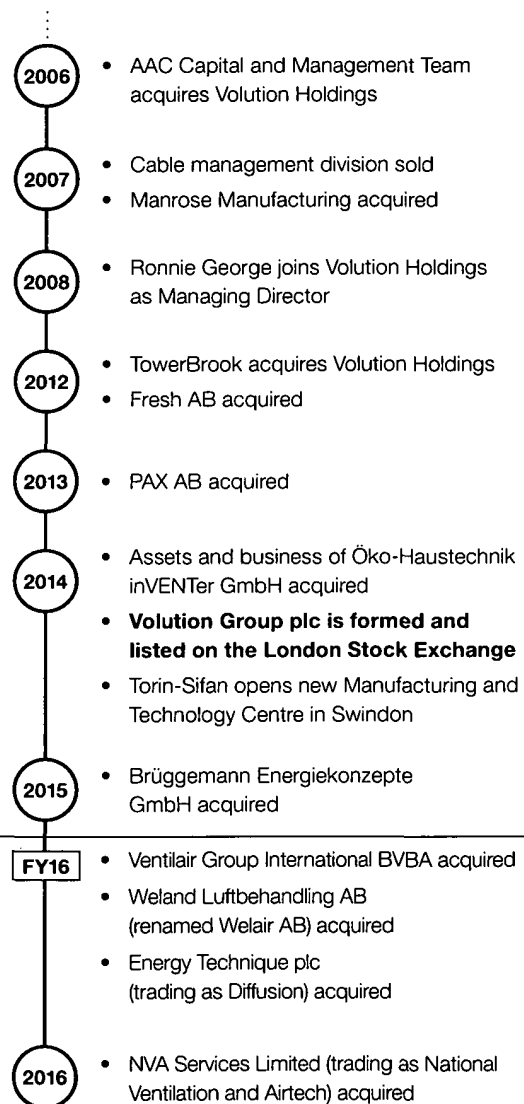 2006
• AAC Capital and Management Team
acquires Volution Holdings
2007
• Cable management division sold
• Manrose Manufacturing acquired
2008
• Ronnie George joins Volution Holdings
as Managing Director
2012
• TowerBrook acquires Volution Holdings
• Fresh AB acquired
2013
• PAX AB acquired
2014
• Assets and business of Öko-Haustechnik
inVENTer GmbH acquired
• Volution Group plc is formed and
listed on the London Stock Exchange
• Torin-Sifan opens new Manufacturing and
Technology Centre in Swindon
2015
• Brüggemann Energiekonzepte
GmbH acquired
FY16
• Ventilair Group International BVBA acquired
• Weland Luftbehandling AB
(renamed Welair AB) acquired
• Energy Technique plc
(trading as Diffusion) acquired
2016
• NVA Services Limited (trading as National
Ventilation and Airtech) acquired